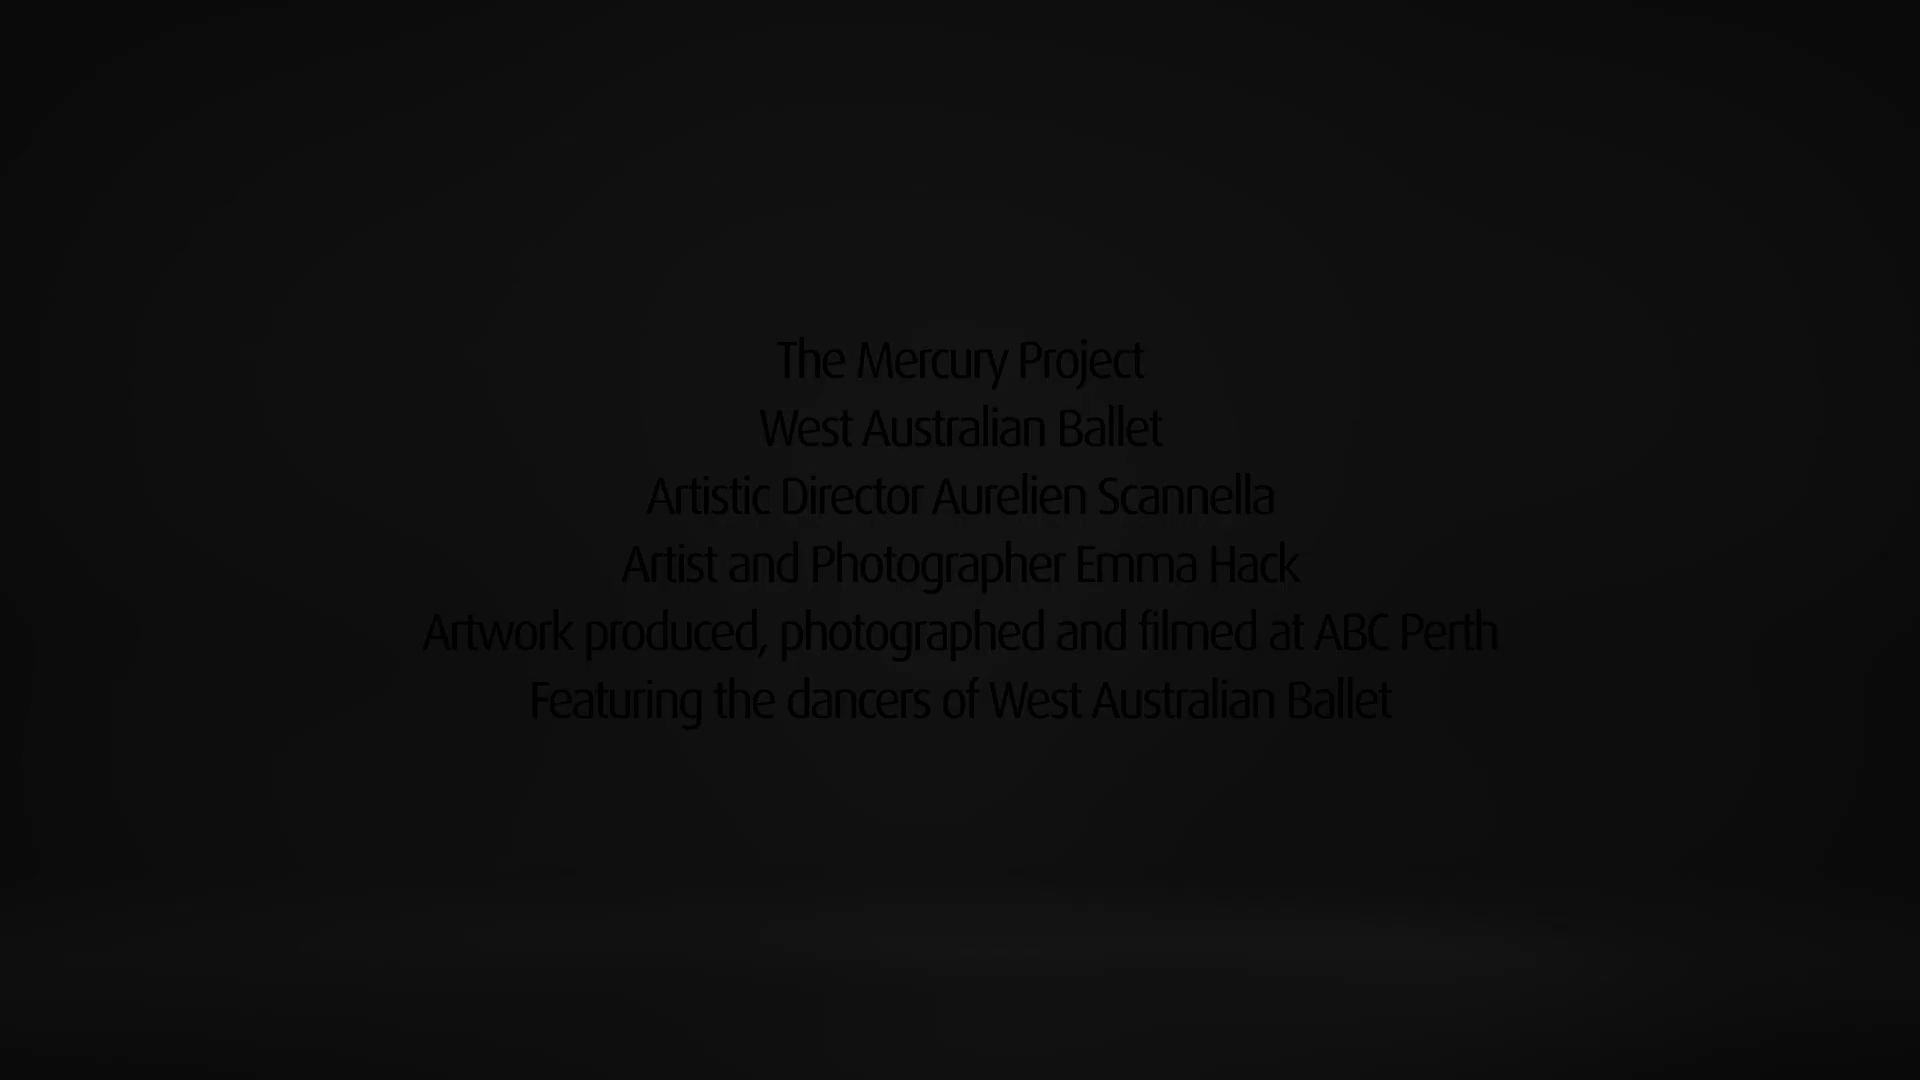 The Mercury Project
West Australian Ballet
Artistic Director Aurelien Scannella
Artist and Photographer Emma Hack
Artwork produced, photographed and filmed at ABC Perth
Featuring the dancers of West Australian Ballet